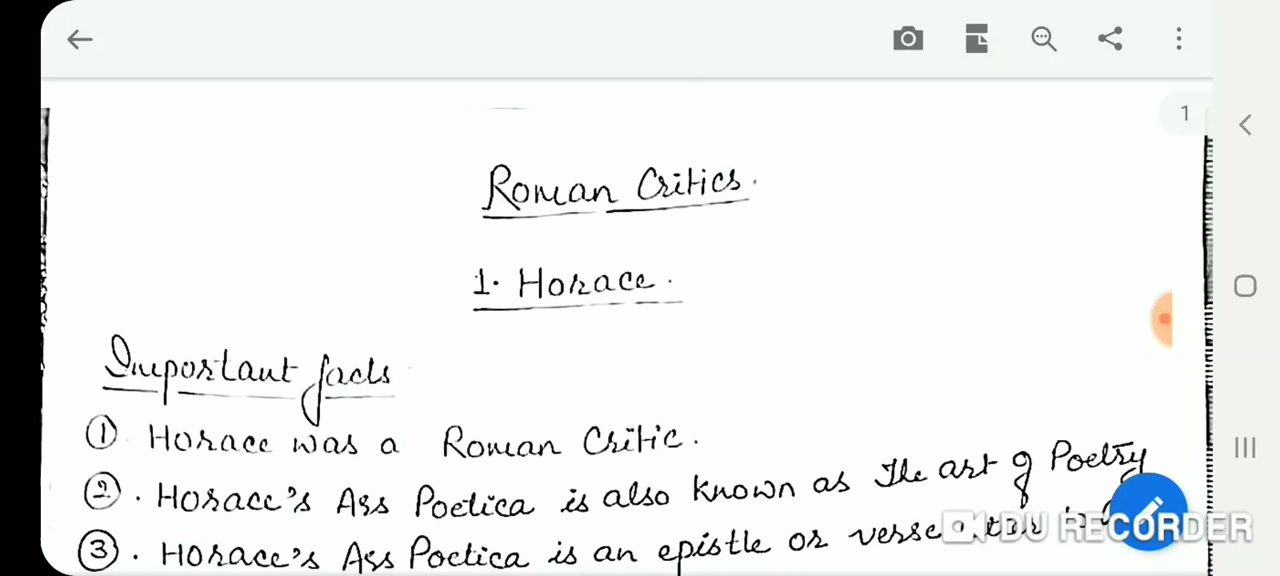 1
Roman Critics.
1. Horace.
Important facts
① Horace was a Roman Critic.
② . Horace's Ars Poetica is also known as The art of Poetry
③ . Horace's Ars Poetica is an epistle or verse
DU RECORDER